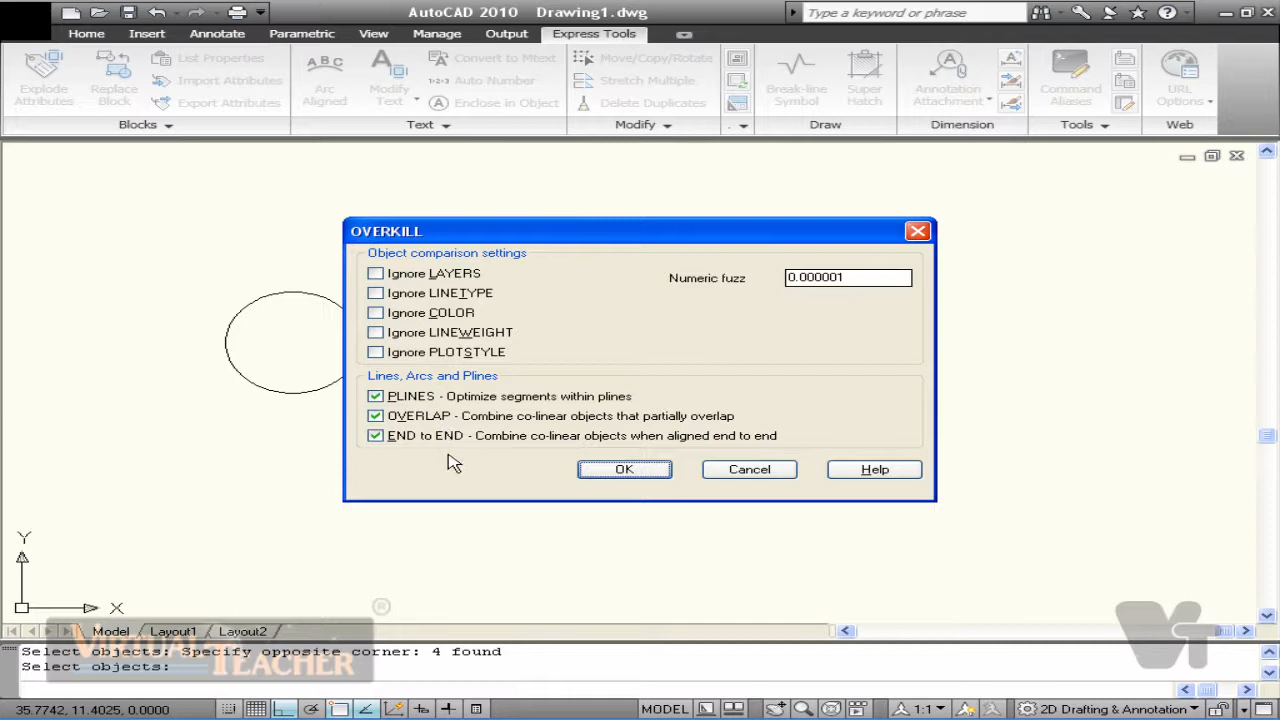 AutoCAD 2010 Drawing1.dwg
Type a keyword or phrase
Home Insert Annotate Parametric View Manage Output Express Tools
Explode Attributes
Replace Block
List Properties
Import Attributes
Export Attributes
Blocks
ABC
Arc Aligned
Modify Text
Convert to Mtext
AutoNumber
Enclose in Object
Text
Move/Copy/Rotate
Stretch Multiple
Delete Duplicates
Modify
Break-line Symbol
Super Hatch
Draw
Annotation Attachment
Dimension
Command Aliases
Tools
URL Options
Web
OVERKILL
Object comparison settings
Ignore LAYERS
Numeric fuzz 0.000001
Ignore LINETYPE
Ignore COLOR
Ignore LINEWEIGHT
Ignore PLOTSTYLE
Lines, Arcs and Plines
PLINES - Optimize segments within plines
OVERLAP - Combine co-linear objects that partially overlap
END to END - Combine co-linear objects when aligned end to end
OK Cancel Help
Y
X
Model Layout1 Layout2
VIRTUAL TEACHER
VT
Select objects: Specify opposite corner: 4 found
Select objects:
35.7742, 11.4025, 0.0000
MODEL
1:1
2D Drafting & Annotation